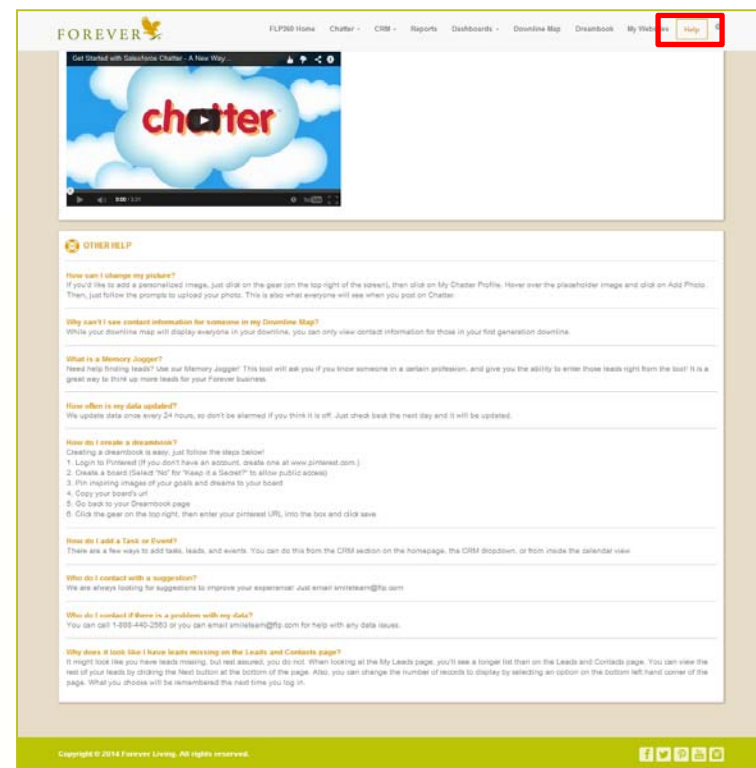 FOREVER
FLP360 Home Chatter CRM Reports Dashboards Downline Map Dreambook My Websites Help
Get Started with Salesforce Chatter - A New Way...
chatter
0:00 / 3:31
OTHER HELP
How can I change my picture?
If you'd like to add a personalized image, just click on the gear (on the top right of the screen), then click on My Chatter Profile. Hover over the placeholder image and click on Add Photo.
Then, just follow the prompts to upload your photo. This is also what everyone will see when you post on Chatter.
Why can't I see contact information for someone in my Downline Map?
While your downline map will display everyone in your downline, you can only view contact information for those in your first generation downline.
What is a Memory Jogger?
Need help finding leads? Use our Memory Jogger! This tool will ask you if you know someone in a certain profession, and give you the ability to enter those leads right from the tool! It is a
great way to think up more leads for your Forever business.
How often is my data updated?
We update data once every 24 hours, so don't be alarmed if you think it is off. Just check back the next day and it will be updated.
How do I create a dreambook?
Creating a dreambook is easy, just follow the steps below!
1. Login to Pinterest (If you don't have an account, create one at www.pinterest.com.)
2. Create a board (Select "No" for "Keep it a Secret?" to allow public access)
3. Pin inspiring images of your goals and dreams to your board
4. Copy your board's url
5. Go back to your Dreambook page
6. Click the gear on the top right, then enter your pinterest URL into the box and click save
How do I add a Task or Event?
There are a few ways to add tasks, leads, and events. You can do this from the CRM section on the homepage, the CRM dropdown, or from inside the calendar view
Who do I contact with a suggestion?
We are always looking for suggestions to improve your experience! Just email smileteam@flp.com
Who do I contact if there is a problem with my data?
You can call 1-888-440-2563 or you can email smileteam@flp.com for help with any data issues.
Why does it look like I have leads missing on the Leads and Contacts page?
It might look like you have leads missing, but rest assured, you do not. When looking at the My Leads page, you'll see a longer list than on the Leads and Contacts page. You can view the
rest of your leads by clicking the Next button at the bottom of the page. Also, you can change the number of records to display by selecting an option on the bottom left hand corner of the
page. What you choose will be remembered the next time you log in.
Copyright © 2014 Forever Living. All rights reserved.